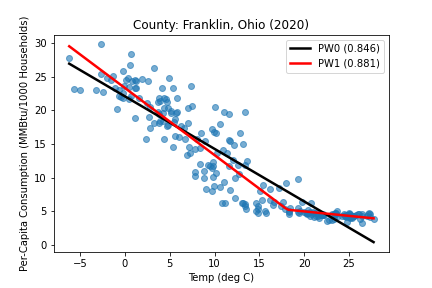 County: Franklin, Ohio (2020)
Per-Capita Consumption (MMBtu/1000 Households)
30
25
20
15
10
5
0
PW0 (0.846)
PW1 (0.881)
−5 0 5 10 15 20 25
Temp (deg C)